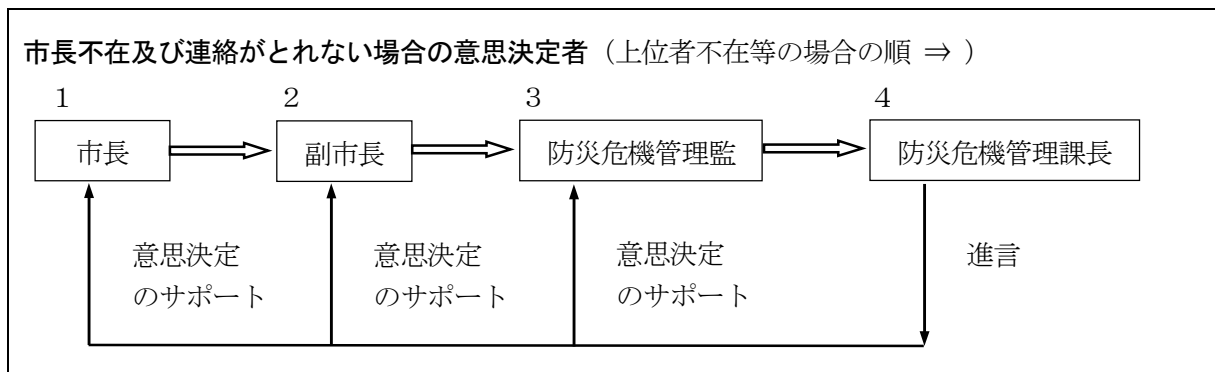 市長不在及び連絡がとれない場合の意思決定者（上位者不在等の場合の順 ⇒ ）
１ ２ ３ ４
市長 副市長 防災危機管理監 防災危機管理課長
意思決定 意思決定 意思決定 進言
のサポート のサポート のサポート